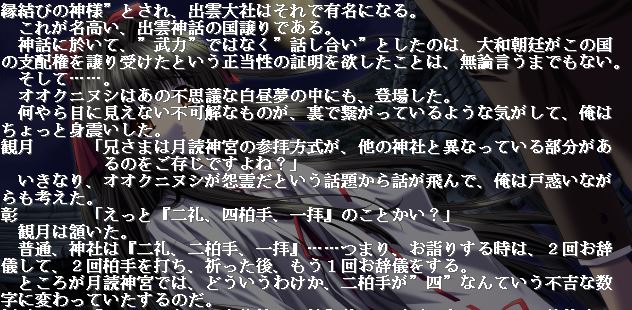 縁結びの神様”とされ、出雲大社はそれで有名になる。
これが名高い、出雲神話の国譲りである。
神話に於いて、”武力”ではなく”話し合い”としたのは、大和朝廷がこの国
の支配権を譲り受けたという正当性の証明を欲したことは、無論言うまでもない。
そして……。
オオクニヌシはあの不思議な白昼夢の中にも、登場した。
何やら目に見えない不可解なものが、裏で繋がっているような気がして、俺は
ちょっと身震いした。
観月　　　「兄さまは月読神宮の参拝方式が、他の神社と異なっている部分があ
るのをご存じですよね？」
いきなり、オオクニヌシが怨霊だという話題から話が飛んで、俺は戸惑いなが
らも考えた。
彰　　　　「えっと『二礼、四柏手、一拝』のことかい？」
観月は頷いた。
普通、神社は『二礼、二柏手、一拝』……つまり、お詣りする時は、２回お辞
儀して、２回柏手を打ち、祈った後、もう１回お辞儀をする。
ところが月読神宮では、どういうわけか、二柏手が”四”なんていう不吉な数
字に変わっていたりするのだ。